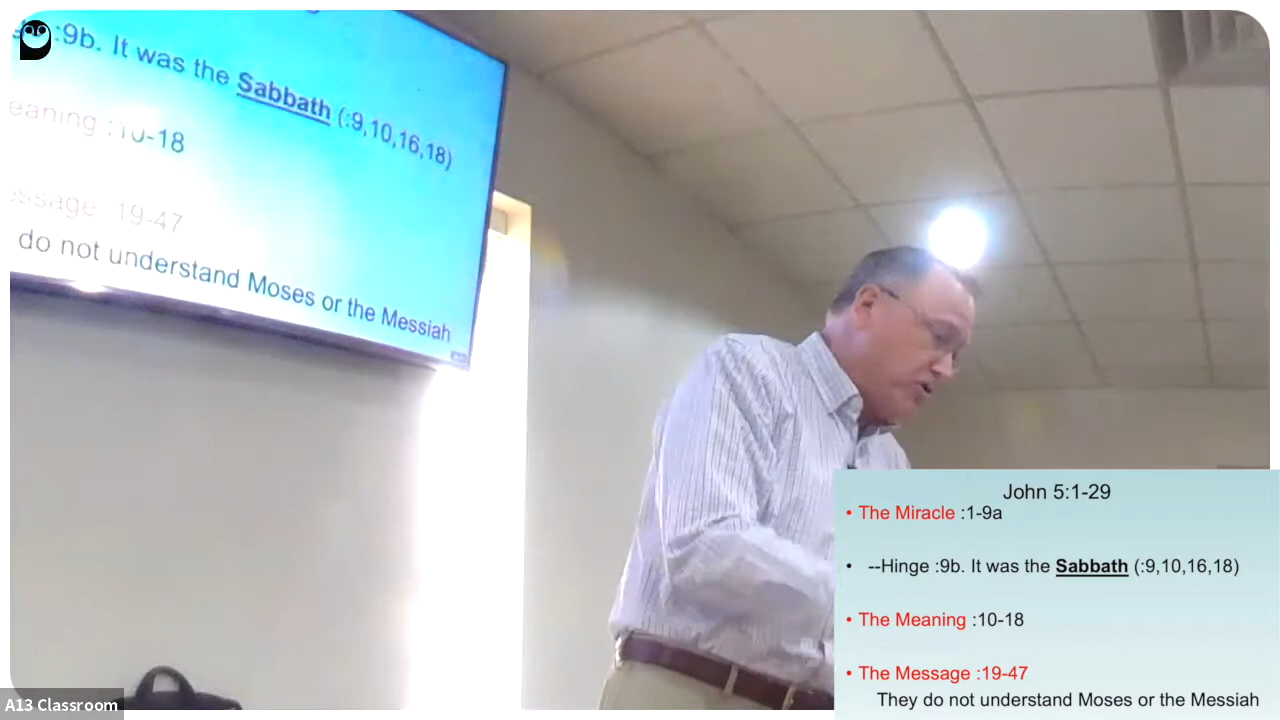 :9b. It was the Sabbath (:9,10,16,18)
eaning :10-18
ssage 19-47
do not understand Moses or the Messiah
John 5:1-29
• The Miracle :1-9a
• --Hinge :9b. It was the Sabbath (:9,10,16,18)
• The Meaning :10-18
• The Message :19-47
They do not understand Moses or the Messiah
A13 Classroom